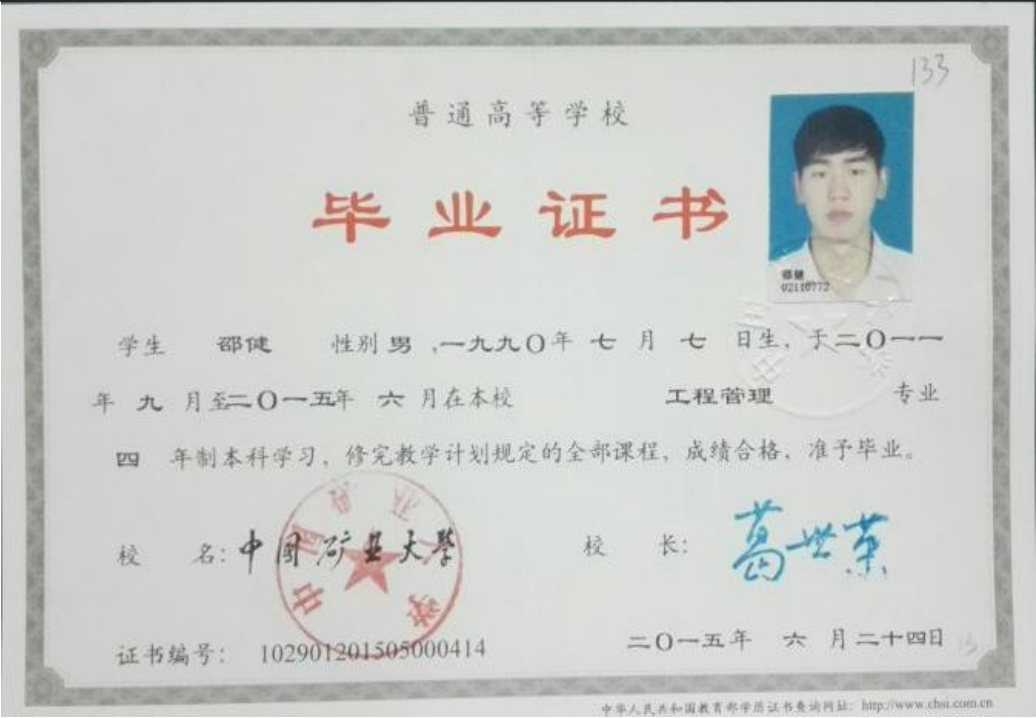 133
普通高等学校
毕业证书
邵健
02110772
学生 邵健 性别 男 ,一九九〇年 七 月 七 日生, 于二〇一一
年 九 月至二〇一五年 六 月在本校 工程管理 专业
四 年制本科学习, 修完教学计划规定的全部课程, 成绩合格, 准予毕业。
校 名: 中国矿业大学 校 长: 葛世荣
证书编号: 102901201505000414 二〇一五年 六 月二十四日
中华人民共和国教育部学历证书查询网址: http://www.chsi.com.cn